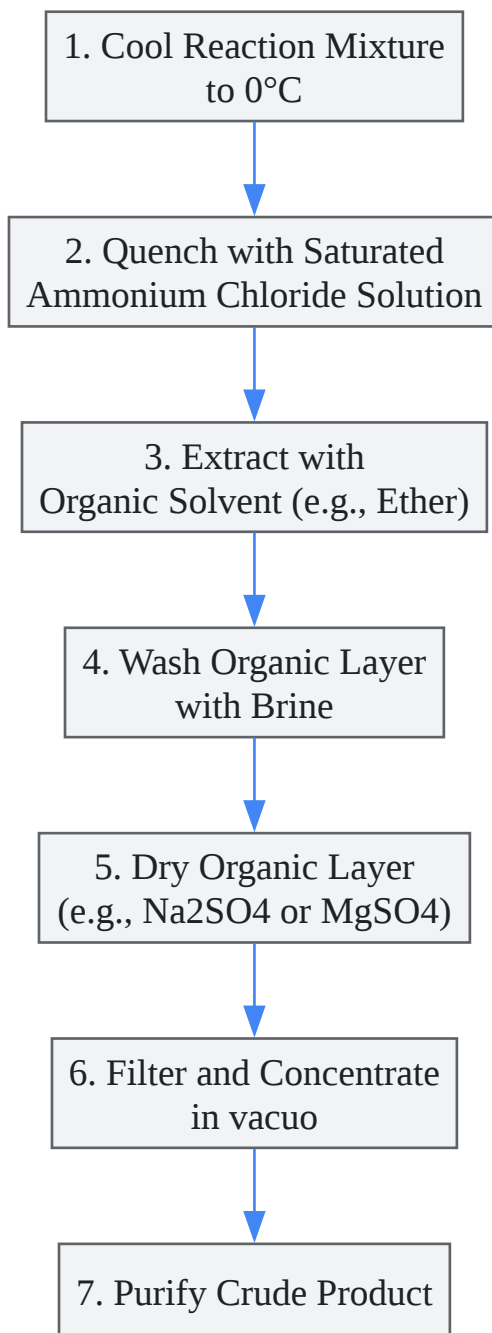 1. Cool Reaction Mixture
to 0°C
2. Quench with Saturated
Ammonium Chloride Solution
3. Extract with
Organic Solvent (e.g., Ether)
4. Wash Organic Layer
with Brine
5. Dry Organic Layer
(e.g., Na2SO4 or MgSO4)
6. Filter and Concentrate
in vacuo
7. Purify Crude Product